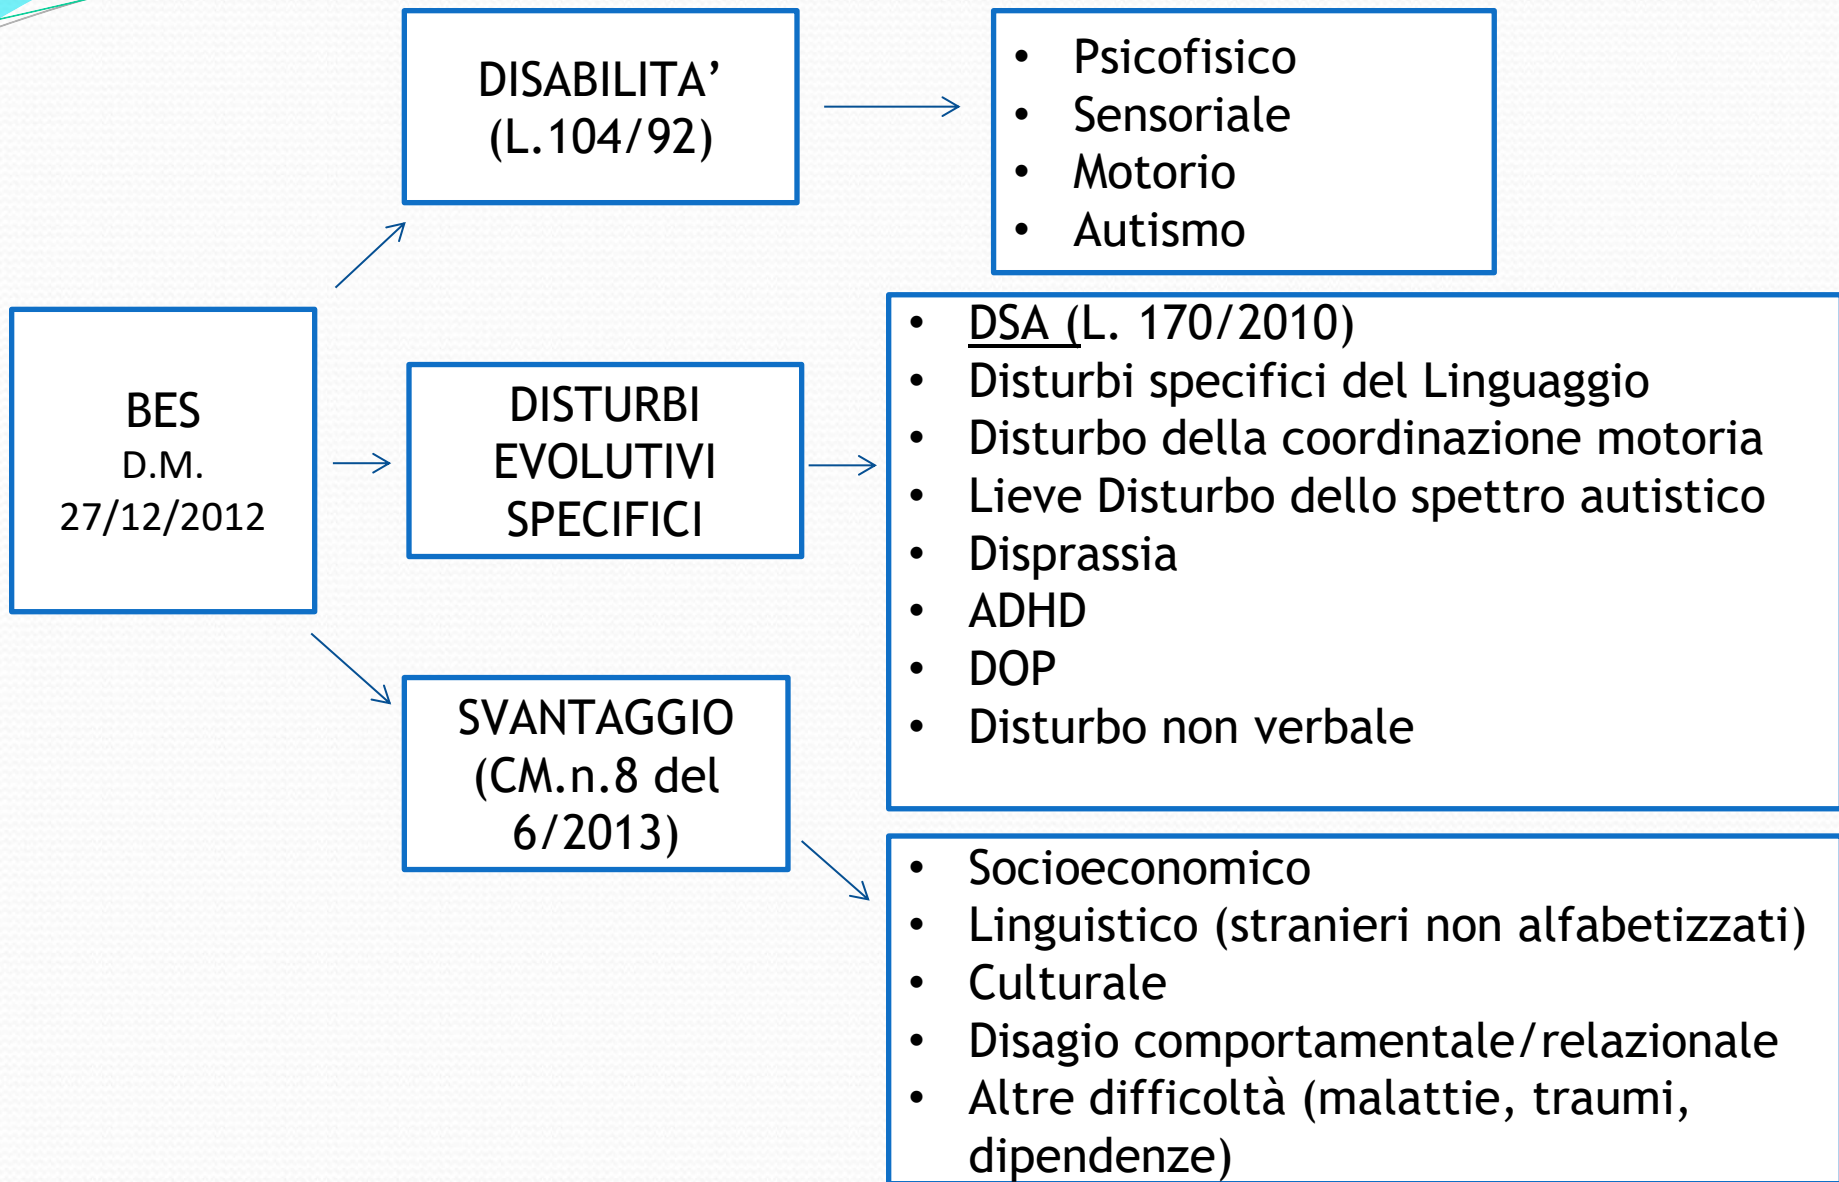 DISABILITA’
(L.104/92)
• Psicofisico
• Sensoriale
• Motorio
• Autismo
BES
D.M.
27/12/2012
DISTURBI
EVOLUTIVI
SPECIFICI
• DSA (L. 170/2010)
• Disturbi specifici del Linguaggio
• Disturbo della coordinazione motoria
• Lieve Disturbo dello spettro autistico
• Disprassia
• ADHD
• DOP
• Disturbo non verbale
SVANTAGGIO
(CM.n.8 del
6/2013)
• Socioeconomico
• Linguistico (stranieri non alfabetizzati)
• Culturale
• Disagio comportamentale/relazionale
• Altre difficoltà (malattie, traumi,
dipendenze)